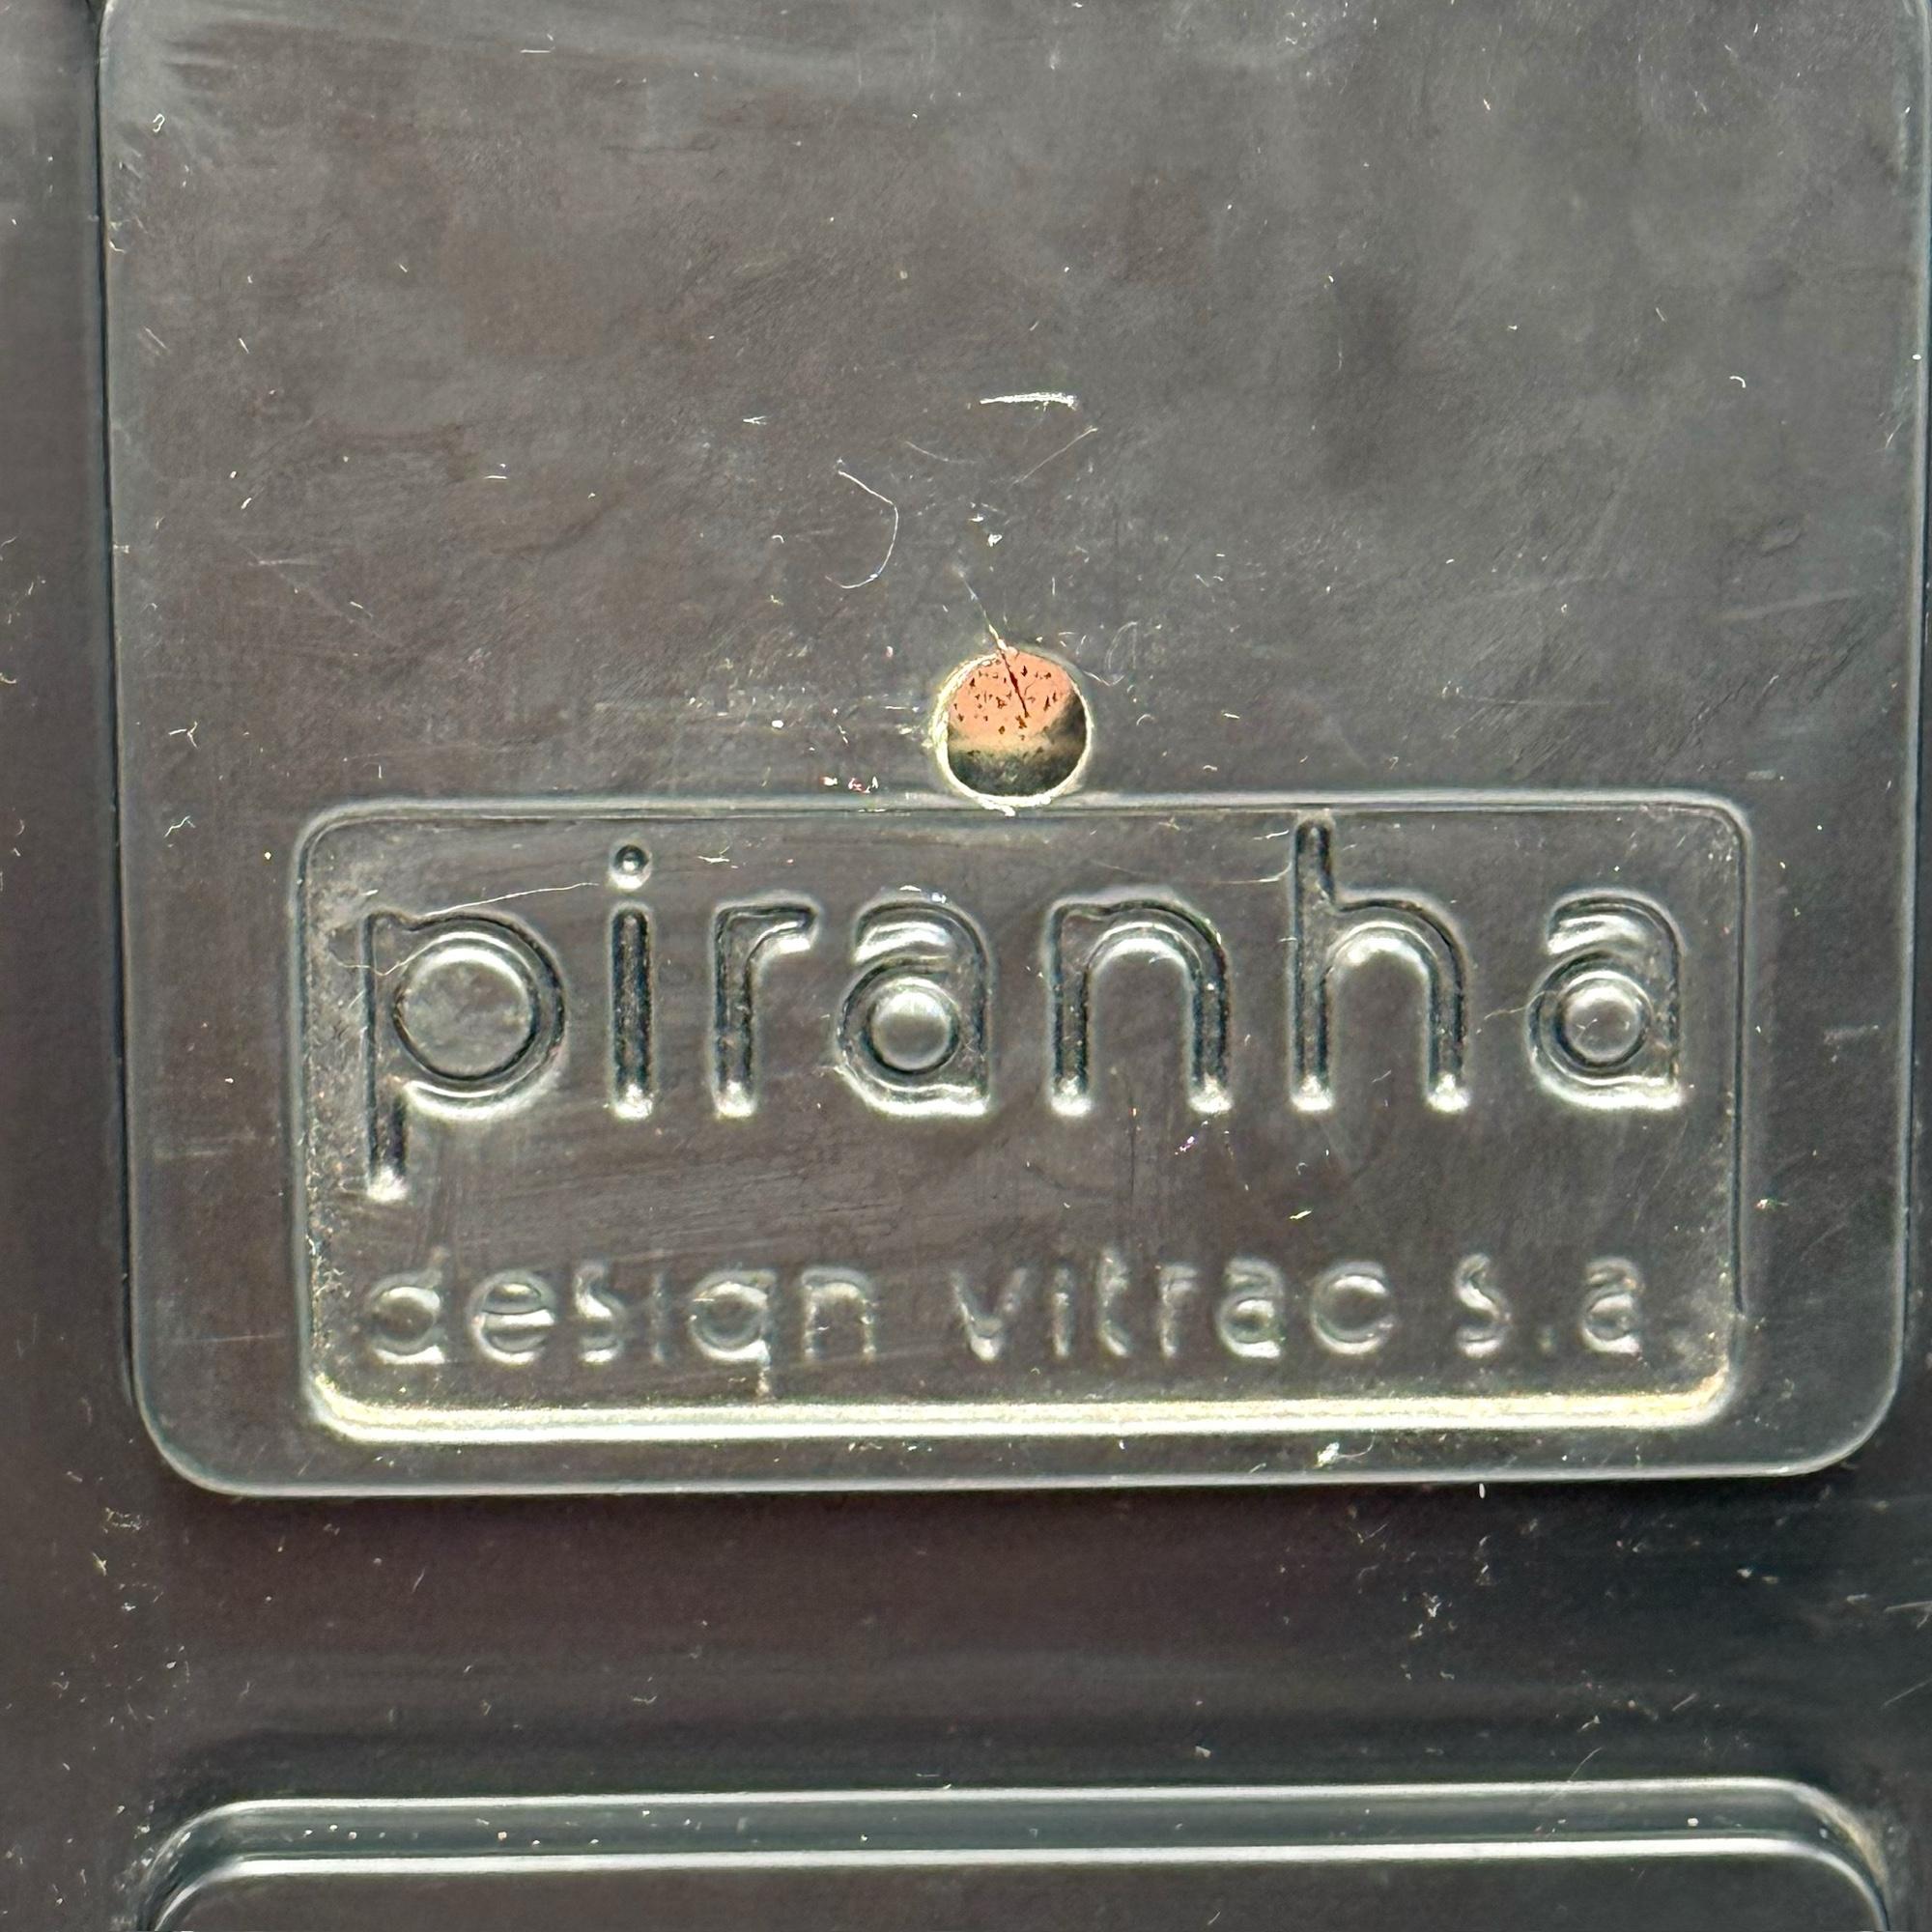 piranha
design vitrac s.a.